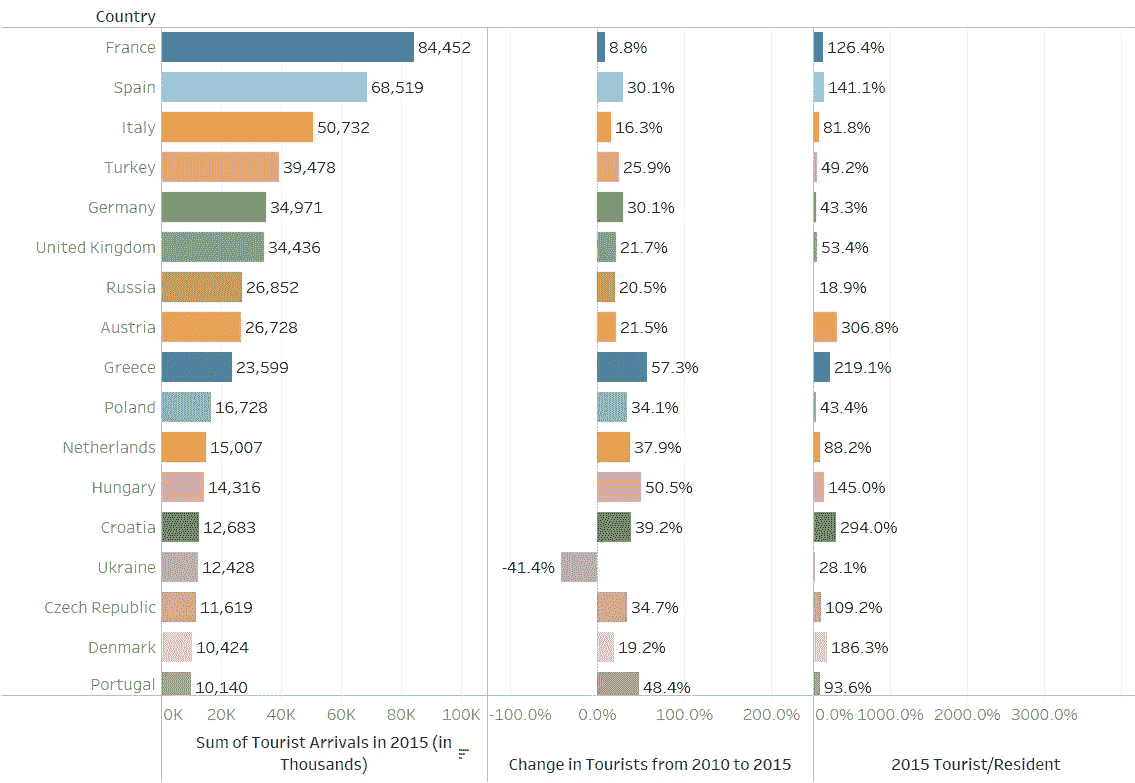 Country
France 84,452 8.8% 126.4%
Spain 68,519 30.1% 141.1%
Italy 50,732 16.3% 81.8%
Turkey 39,478 25.9% 49.2%
Germany 34,971 30.1% 43.3%
United Kingdom 34,436 21.7% 53.4%
Russia 26,852 20.5% 18.9%
Austria 26,728 21.5% 306.8%
Greece 23,599 57.3% 219.1%
Poland 16,728 34.1% 43.4%
Netherlands 15,007 37.9% 88.2%
Hungary 14,316 50.5% 145.0%
Croatia 12,683 39.2% 294.0%
Ukraine 12,428 -41.4% 28.1%
Czech Republic 11,619 34.7% 109.2%
Denmark 10,424 19.2% 186.3%
Portugal 10,140 48.4% 93.6%
0K 20K 40K 60K 80K 100K -100.0% 0.0% 100.0% 200.0% 0.0% 1000.0% 2000.0% 3000.0%
Sum of Tourist Arrivals in 2015 (in
Thousands) Change in Tourists from 2010 to 2015 2015 Tourist/Resident